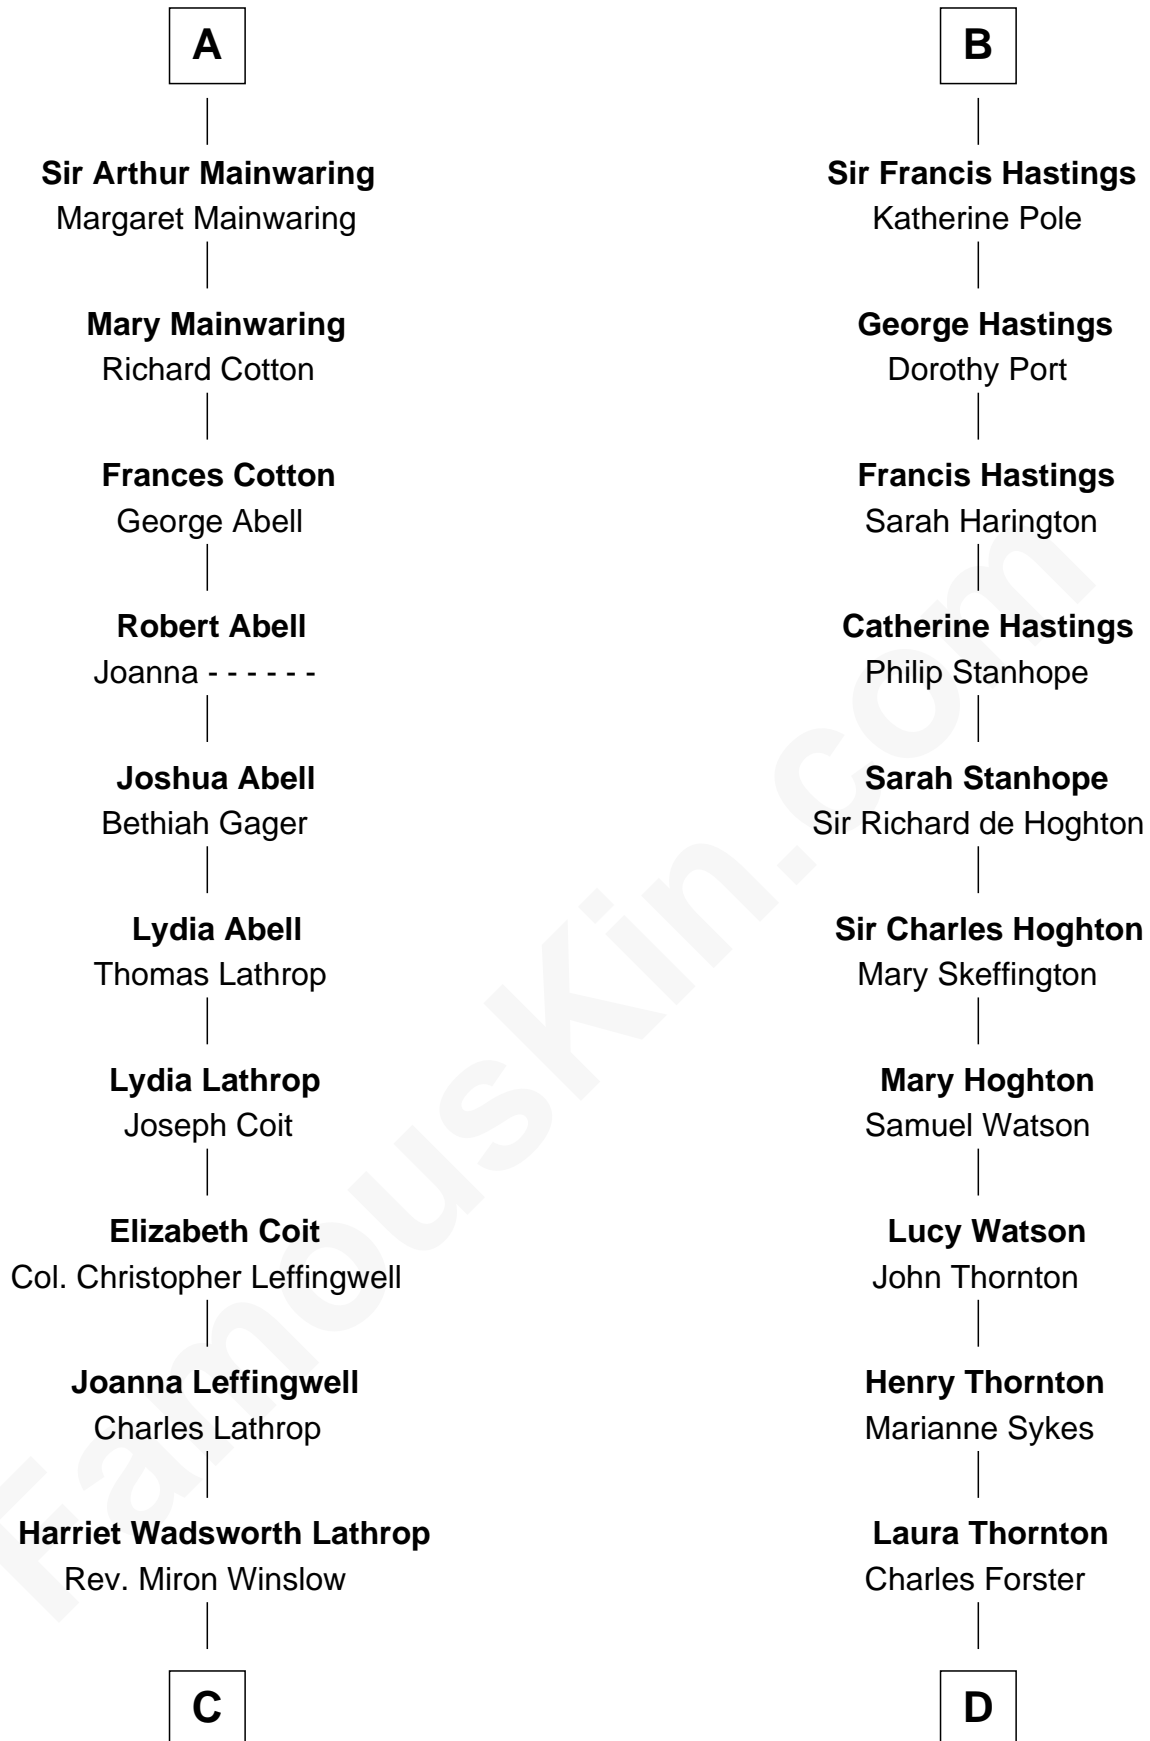 A
Sir Arthur Mainwaring
Margaret Mainwaring
Mary Mainwaring
Richard Cotton
Frances Cotton
George Abell
Robert Abell
Joanna - - - - - -
Joshua Abell
Bethiah Gager
Lydia Abell
Thomas Lathrop
Lydia Lathrop
Joseph Coit
Elizabeth Coit
Col. Christopher Leffingwell
Joanna Leffingwell
Charles Lathrop
Harriet Wadsworth Lathrop
Rev. Miron Winslow
C
B
Sir Francis Hastings
Katherine Pole
George Hastings
Dorothy Port
Francis Hastings
Sarah Harington
Catherine Hastings
Philip Stanhope
Sarah Stanhope
Sir Richard de Hoghton
Sir Charles Hoghton
Mary Skeffington
Mary Hoghton
Samuel Watson
Lucy Watson
John Thornton
Henry Thornton
Marianne Sykes
Laura Thornton
Charles Forster
D
FamousKin.com